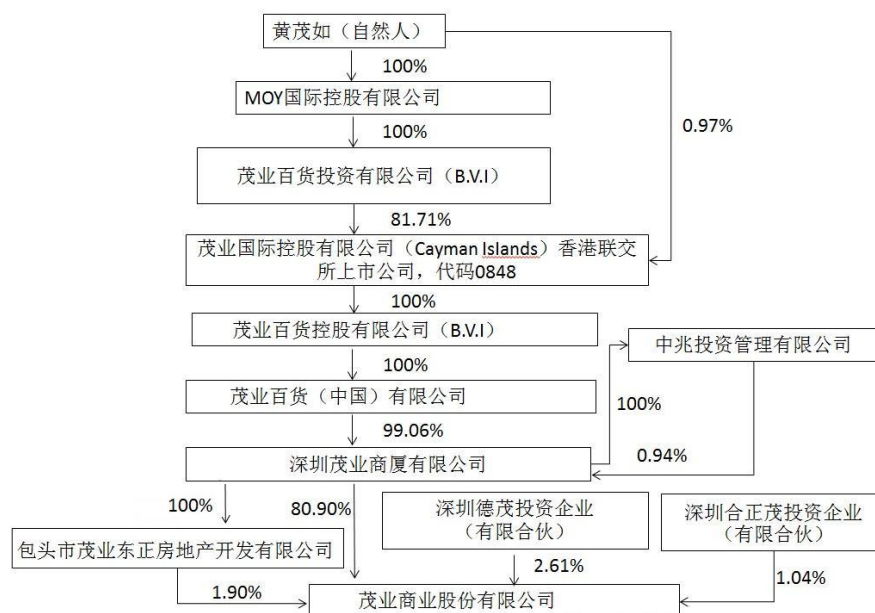 黄茂如（自然人）
100%
MOY国际控股有限公司
100%
0.97%
茂业百货投资有限公司（B.V.I）
81.71%
茂业国际控股有限公司（Cayman Islands）香港联交
所上市公司，代码0848
100%
茂业百货控股有限公司（B.V.I）
中兆投资管理有限公司
100%
茂业百货（中国）有限公司
100%
99.06%
深圳茂业商厦有限公司
0.94%
100%
80.90%
深圳德茂投资企业
（有限合伙）
深圳合正茂投资企业
（有限合伙）
包头市茂业东正房地产开发有限公司
2.61%
1.90%
1.04%
茂业商业股份有限公司